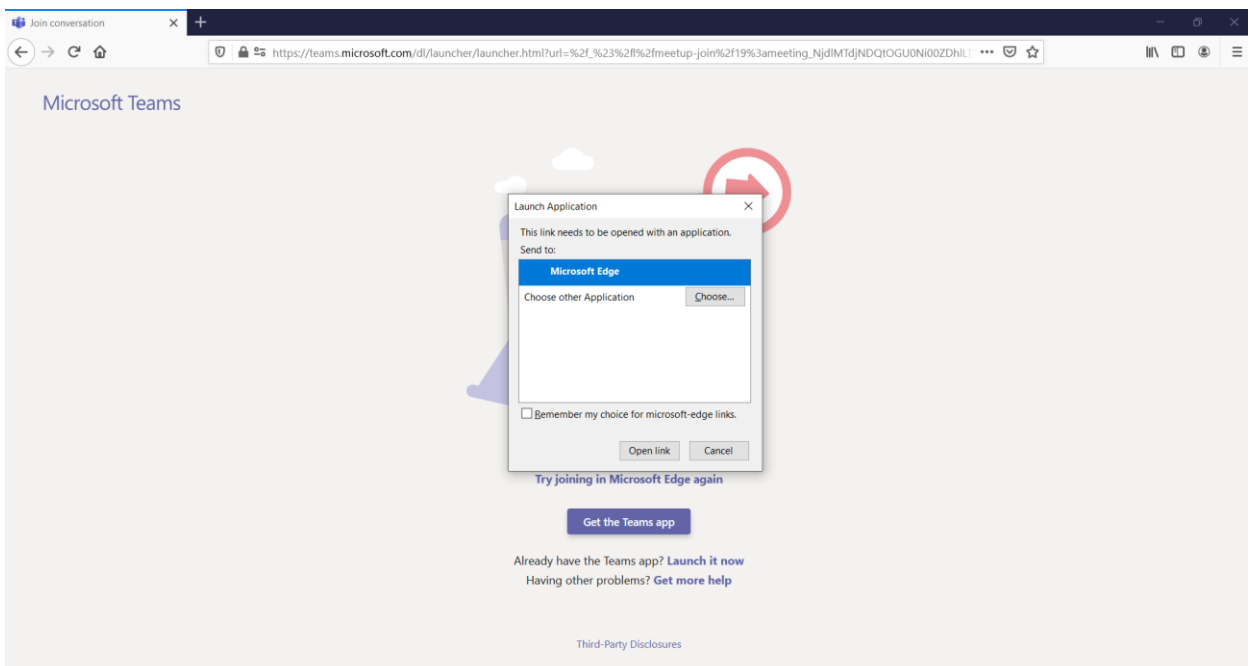 Join conversation
https://teams.microsoft.com/dl/launcher/launcher.html?url=%2f_%23%2fl%2fmeetup-join%2f19%3ameeting_NjdlMTdjNDQtOGU0Ni00ZDhlL
Microsoft Teams
Launch Application
This link needs to be opened with an application.
Send to:
Microsoft Edge
Choose other Application
Choose...
Remember my choice for microsoft-edge links.
Open link Cancel
Try joining in Microsoft Edge again
Get the Teams app
Already have the Teams app? Launch it now
Having other problems? Get more help
Third-Party Disclosures